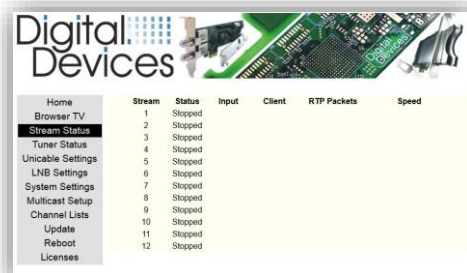 Digital
Devices
Digital
Devices
Home
Browser TV
Stream Status
Tuner Status
Unicable Settings
LNB Settings
System Settings
Multicast Setup
Channel Lists
Update
Reboot
Licenses
Stream Status Input Client RTP Packets Speed
1 Stopped
2 Stopped
3 Stopped
4 Stopped
5 Stopped
6 Stopped
7 Stopped
8 Stopped
9 Stopped
10 Stopped
11 Stopped
12 Stopped